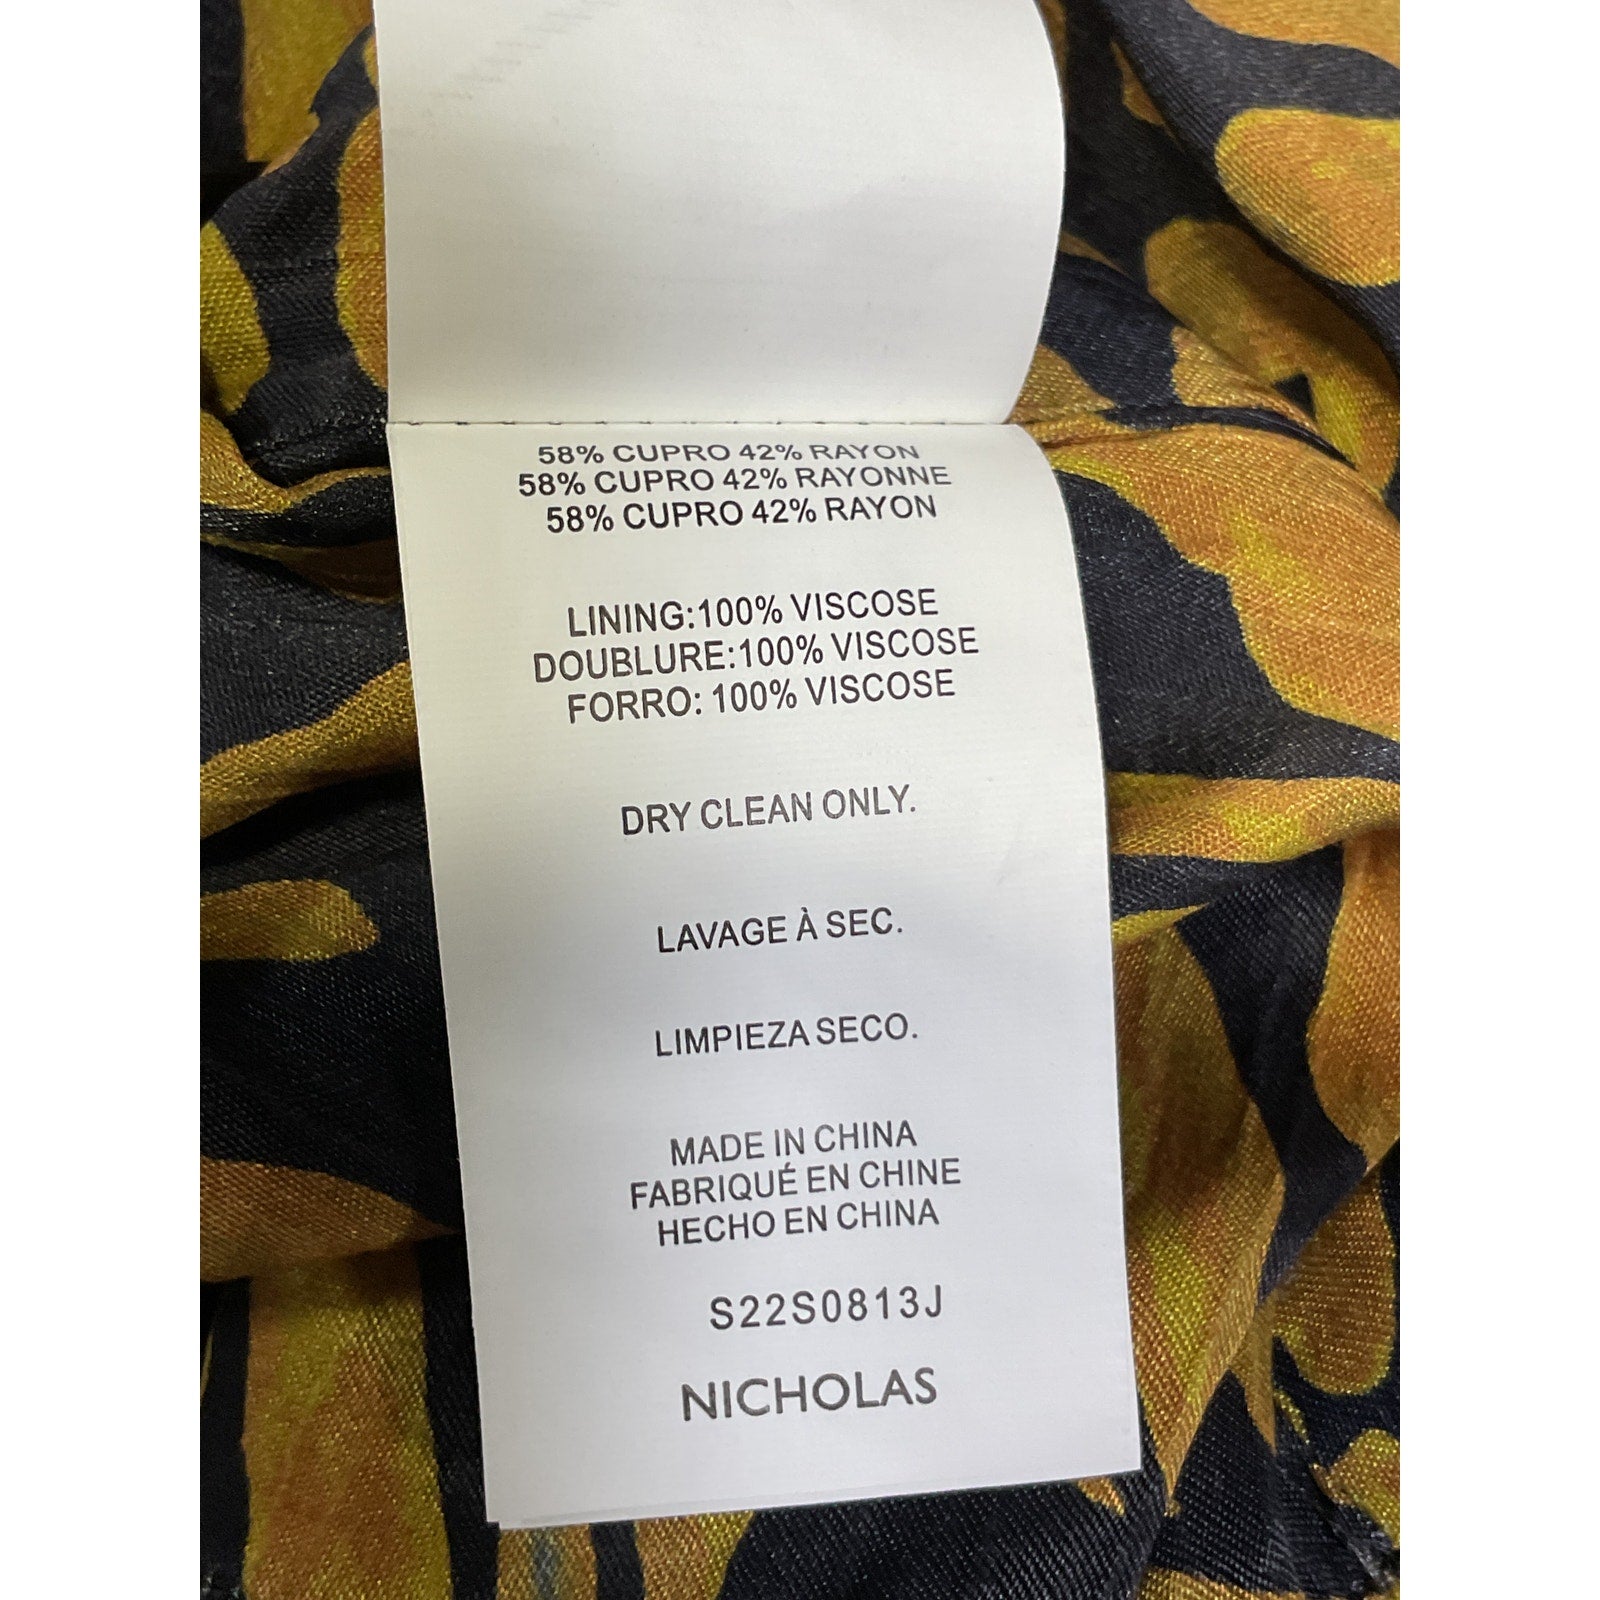 58% CUPRO 42% RAYON
58% CUPRO 42% RAYONNE
58% CUPRO 42% RAYON
LINING:100% VISCOSE
DOUBLURE:100% VISCOSE
FORRO: 100% VISCOSE
DRY CLEAN ONLY.
LAVAGE À SEC.
LIMPIEZA SECO.
MADE IN CHINA
FABRIQUÉ EN CHINE
HECHO EN CHINA
S22S0813J
NICHOLAS